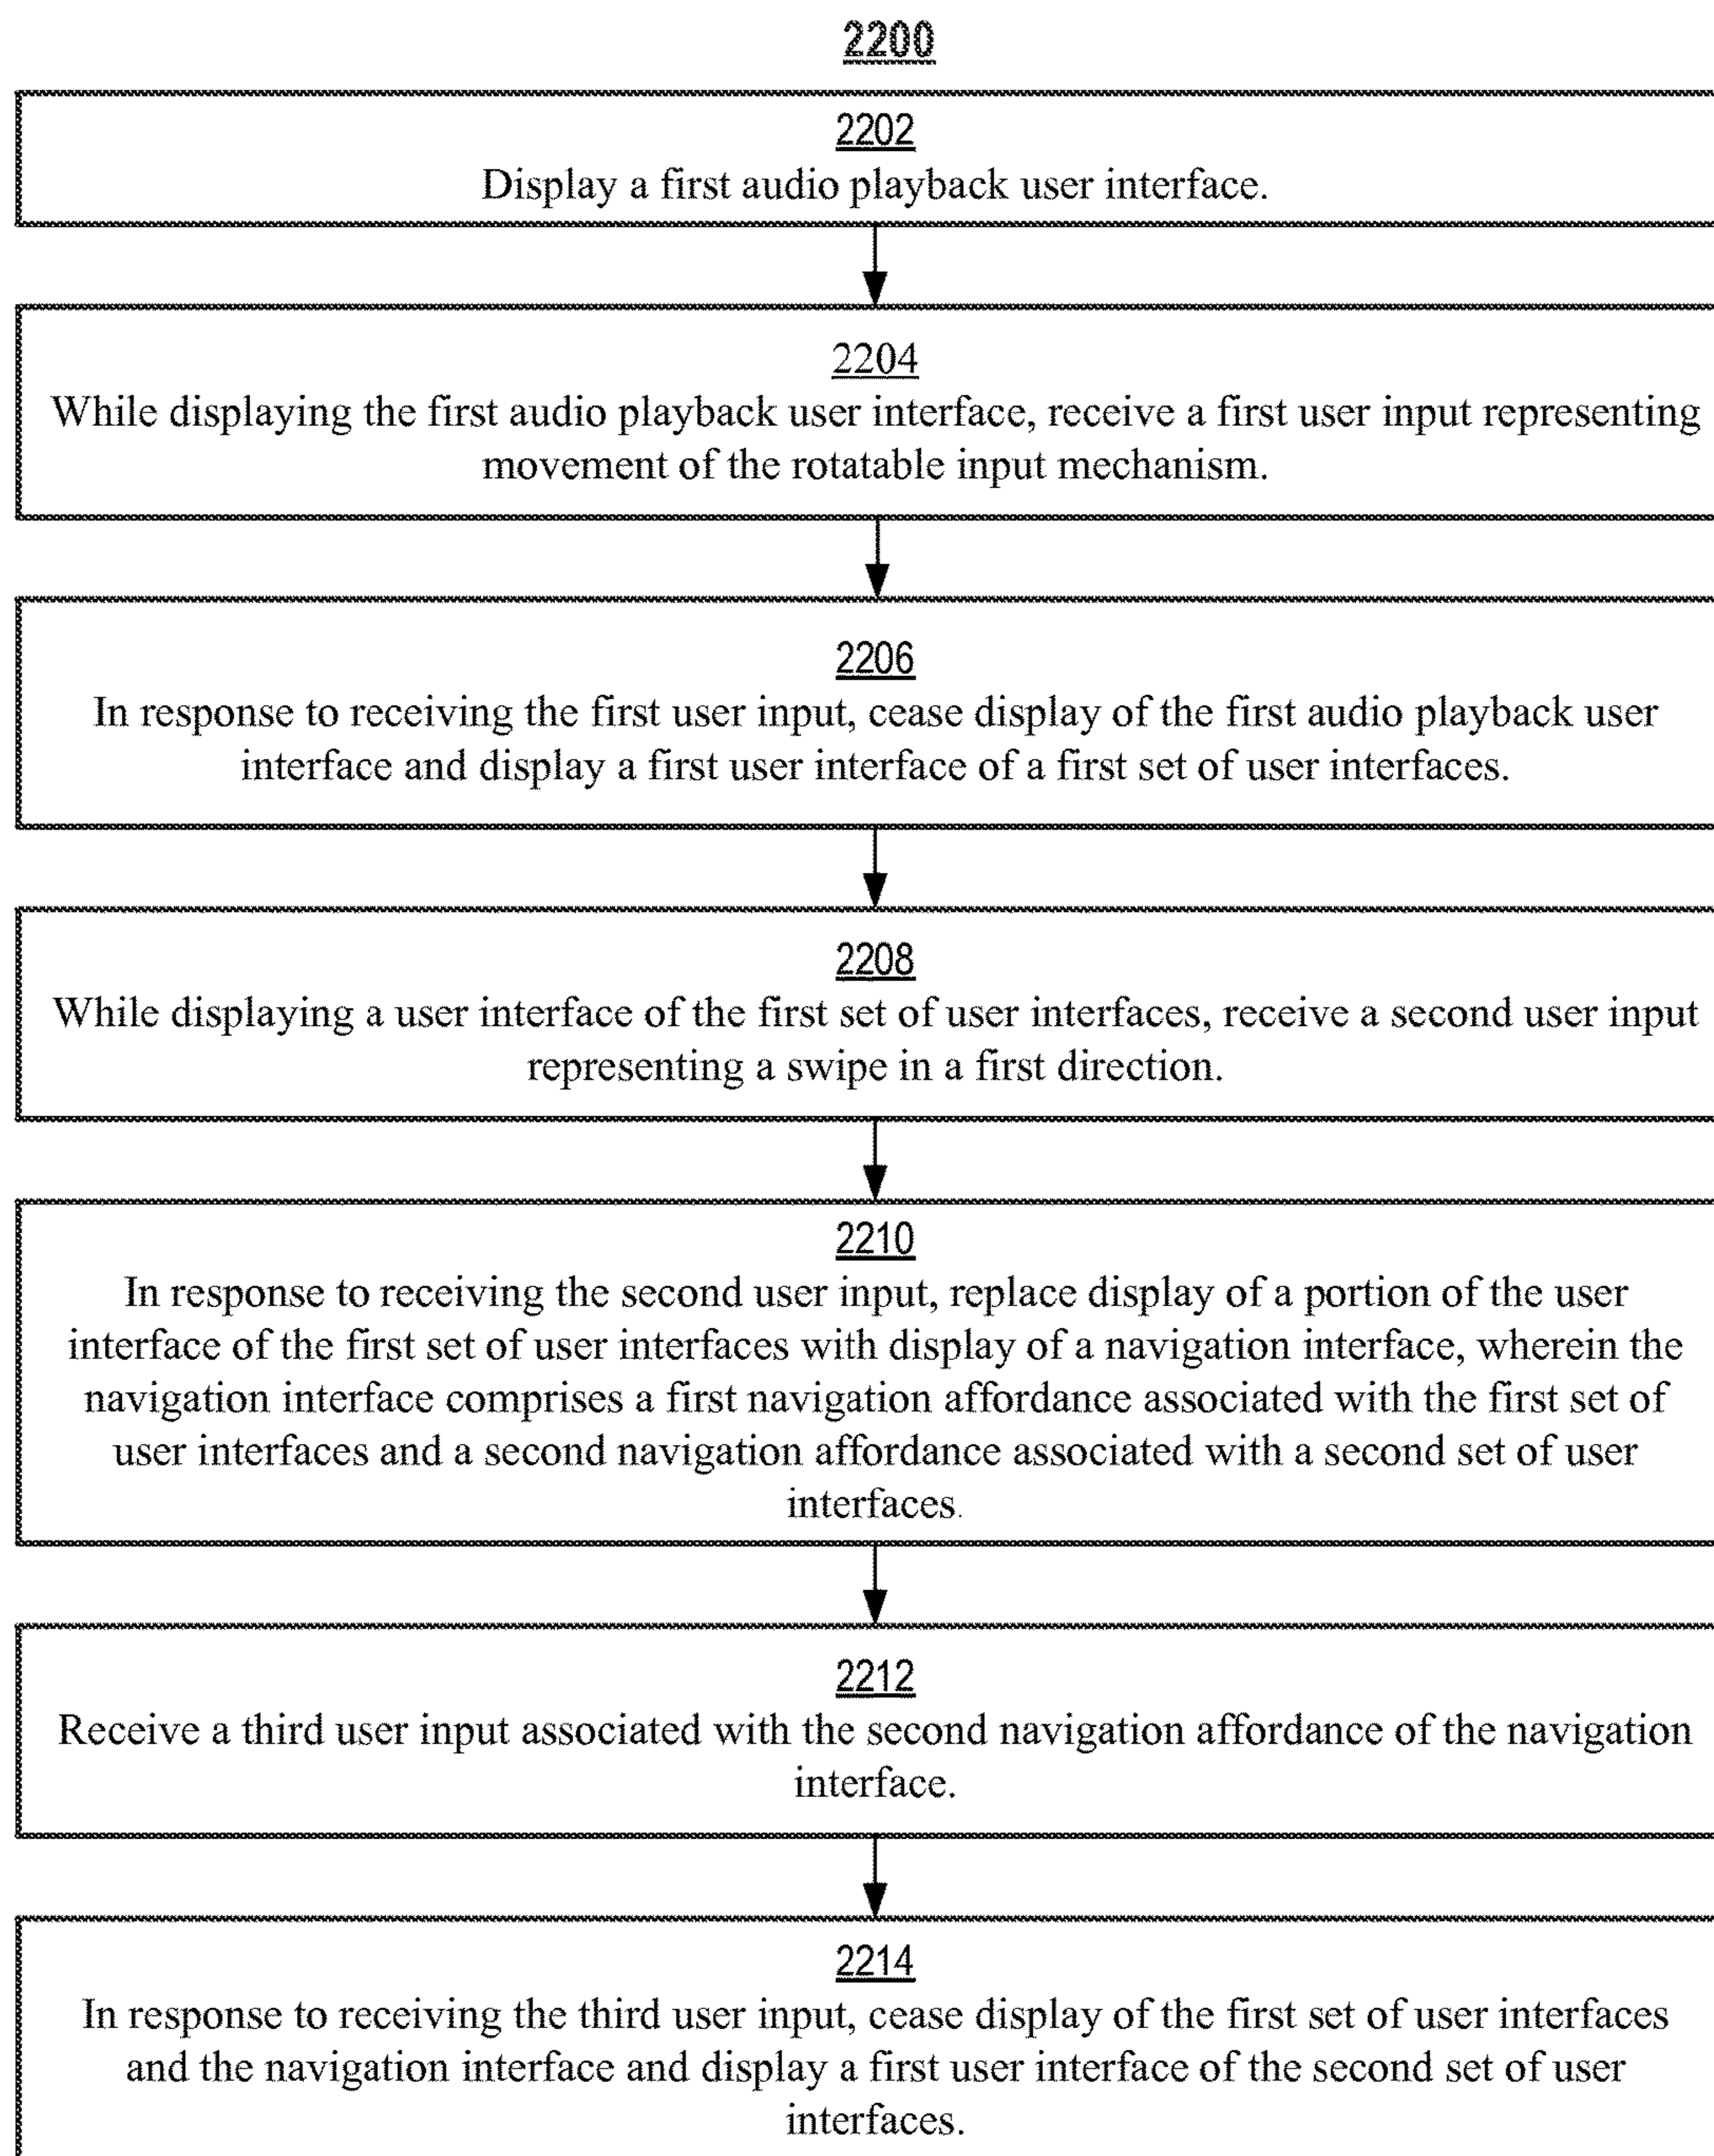 2200
2202
Display a first audio playback user interface.
2204
While displaying the first audio playback user interface, receive a first user input representing
movement of the rotatable input mechanism.
2206
In response to receiving the first user input, cease display of the first audio playback user
interface and display a first user interface of a first set of user interfaces.
2208
While displaying a user interface of the first set of user interfaces, receive a second user input
representing a swipe in a first direction.
2210
In response to receiving the second user input, replace display of a portion of the user
interface of the first set of user interfaces with display of a navigation interface, wherein the
navigation interface comprises a first navigation affordance associated with the first set of
user interfaces and a second navigation affordance associated with a second set of user
interfaces.
2212
Receive a third user input associated with the second navigation affordance of the navigation
interface.
2214
In response to receiving the third user input, cease display of the first set of user interfaces
and the navigation interface and display a first user interface of the second set of user
interfaces.